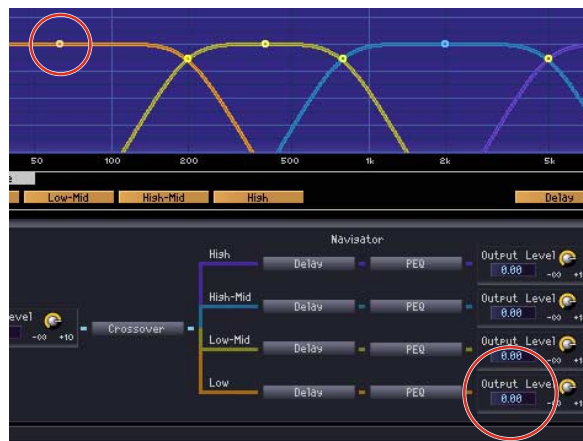 50 100 200 500 1k 2k 5k
Low-Mid High-Mid High Delay
Navigator
High Delay PEQ Output Level 0.00 -∞
High-Mid Delay PEQ Output Level 0.00 -∞
-∞ +10 Crossover
Low-Mid Delay PEQ Output Level 0.00 -∞
Low Delay PEQ Output Level 0.00 -∞